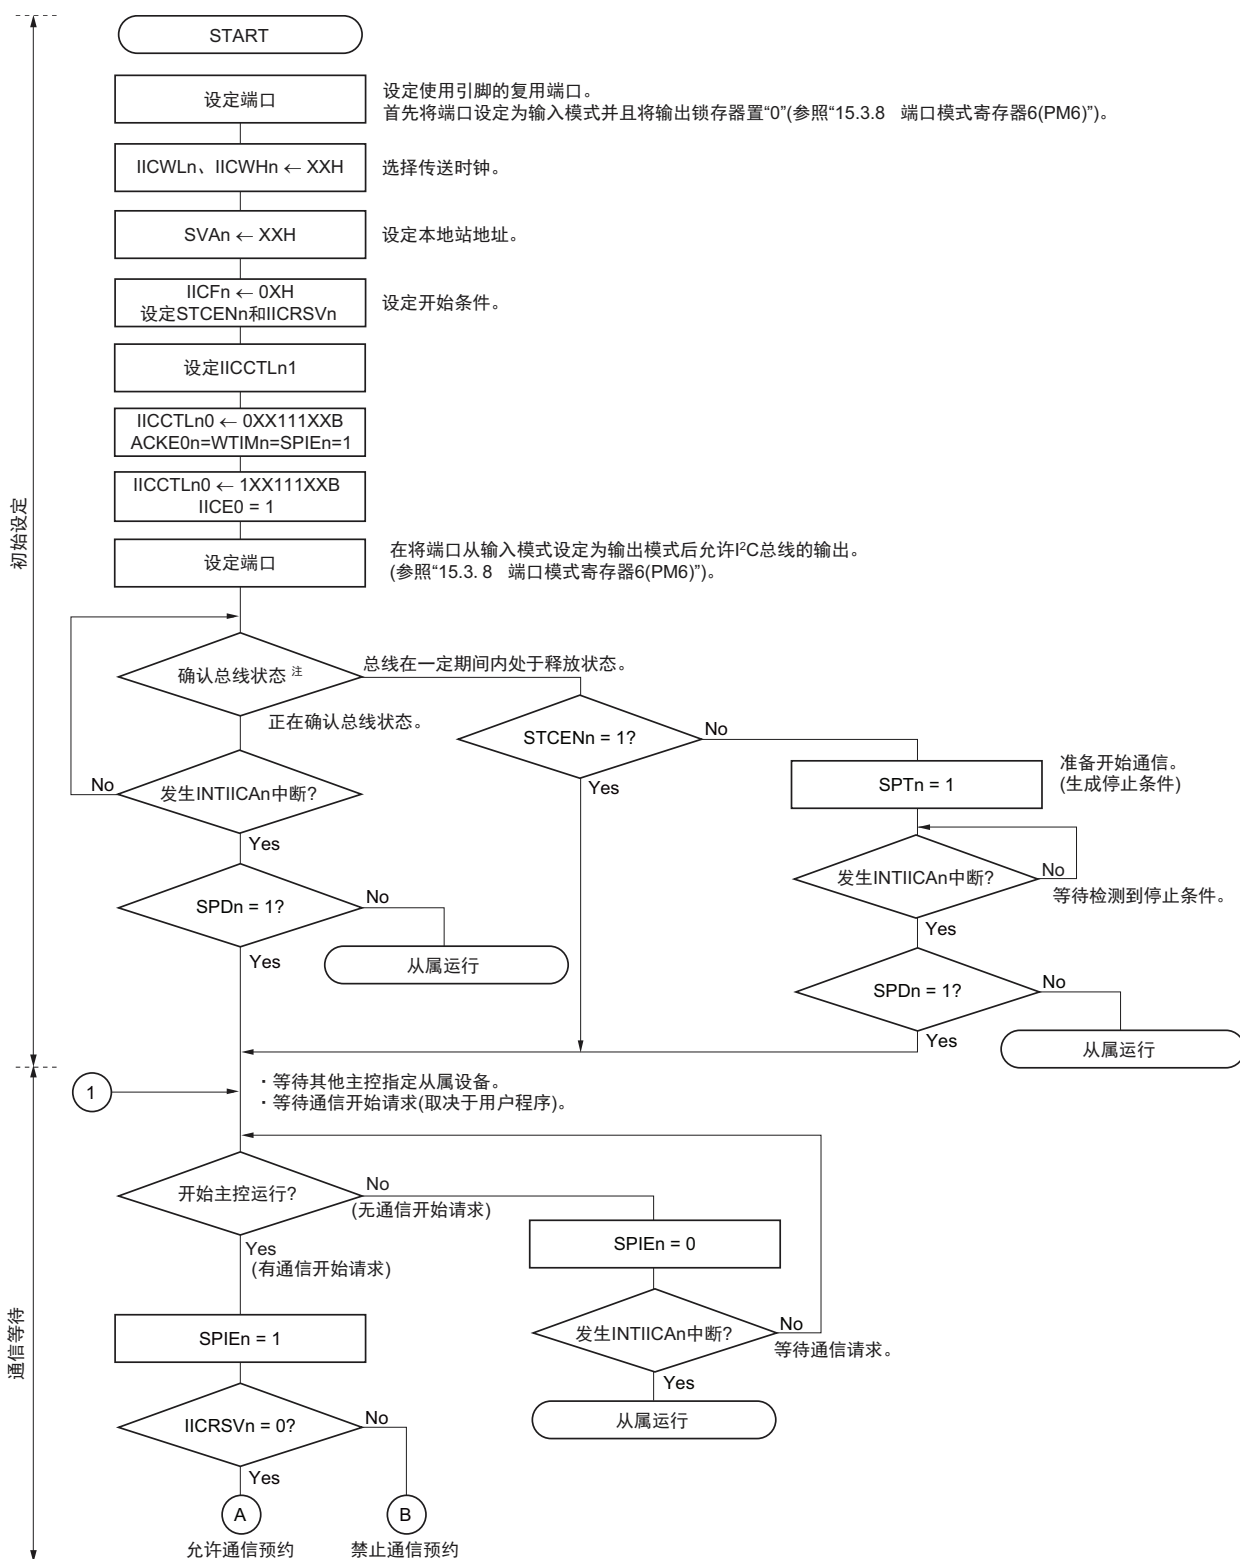 START
设定端口
设定使用引脚的复用端口。
首先将端口设定为输入模式并且将输出锁存器置“0”(参照“15.3.8 端口模式寄存器6(PM6)”)。
IICWLn、IICWHn ← XXH
选择传送时钟。
SVAn ← XXH
设定本地站地址。
IICFn ← 0XH
设定STCENn和IICRSVn
设定开始条件。
设定IICCTLn1
IICCTLn0 ← 0XX111XXB
ACKE0n=WTIMn=SPIEn=1
IICCTLn0 ← 1XX111XXB
IICE0 = 1
初始设定
设定端口
在将端口从输入模式设定为输出模式后允许I²C总线的输出。
(参照“15.3. 8 端口模式寄存器6(PM6)”)。
确认总线状态 注
总线在一定期间内处于释放状态。
正在确认总线状态。
STCENn = 1?
No
Yes
SPTn = 1
准备开始通信。
(生成停止条件)
No
发生INTIICAn中断?
Yes
发生INTIICAn中断?
No
等待检测到停止条件。
Yes
SPDn = 1?
No
Yes
从属运行
SPDn = 1?
No
Yes
从属运行
1
・等待其他主控指定从属设备。
・等待通信开始请求(取决于用户程序)。
开始主控运行?
No
(无通信开始请求)
Yes
(有通信开始请求)
SPIEn = 0
通信等待
SPIEn = 1
发生INTIICAn中断?
No
等待通信请求。
Yes
从属运行
IICRSVn = 0?
No
Yes
A
B
允许通信预约
禁止通信预约